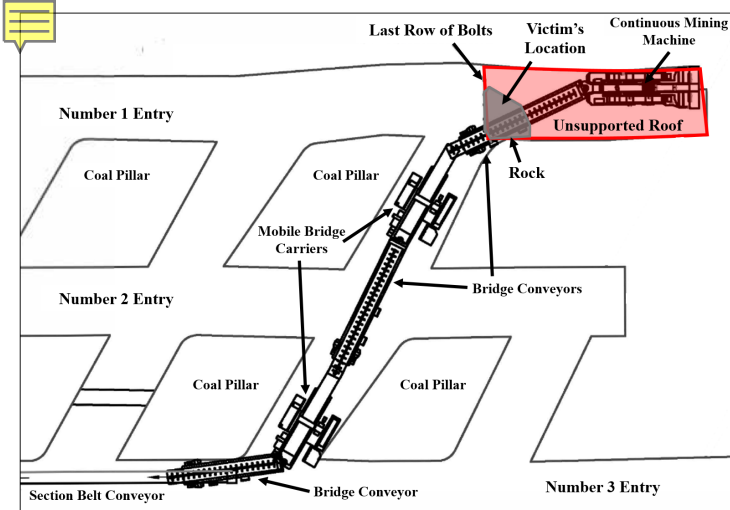 Last Row of Bolts
Victim's
Location
Continuous Mining
Machine
Number 1 Entry
Unsupported Roof
Coal Pillar
Coal Pillar
Rock
Mobile Bridge
Carriers
Number 2 Entry
Bridge Conveyors
Coal Pillar
Coal Pillar
Section Belt Conveyor
Bridge Conveyor
Number 3 Entry